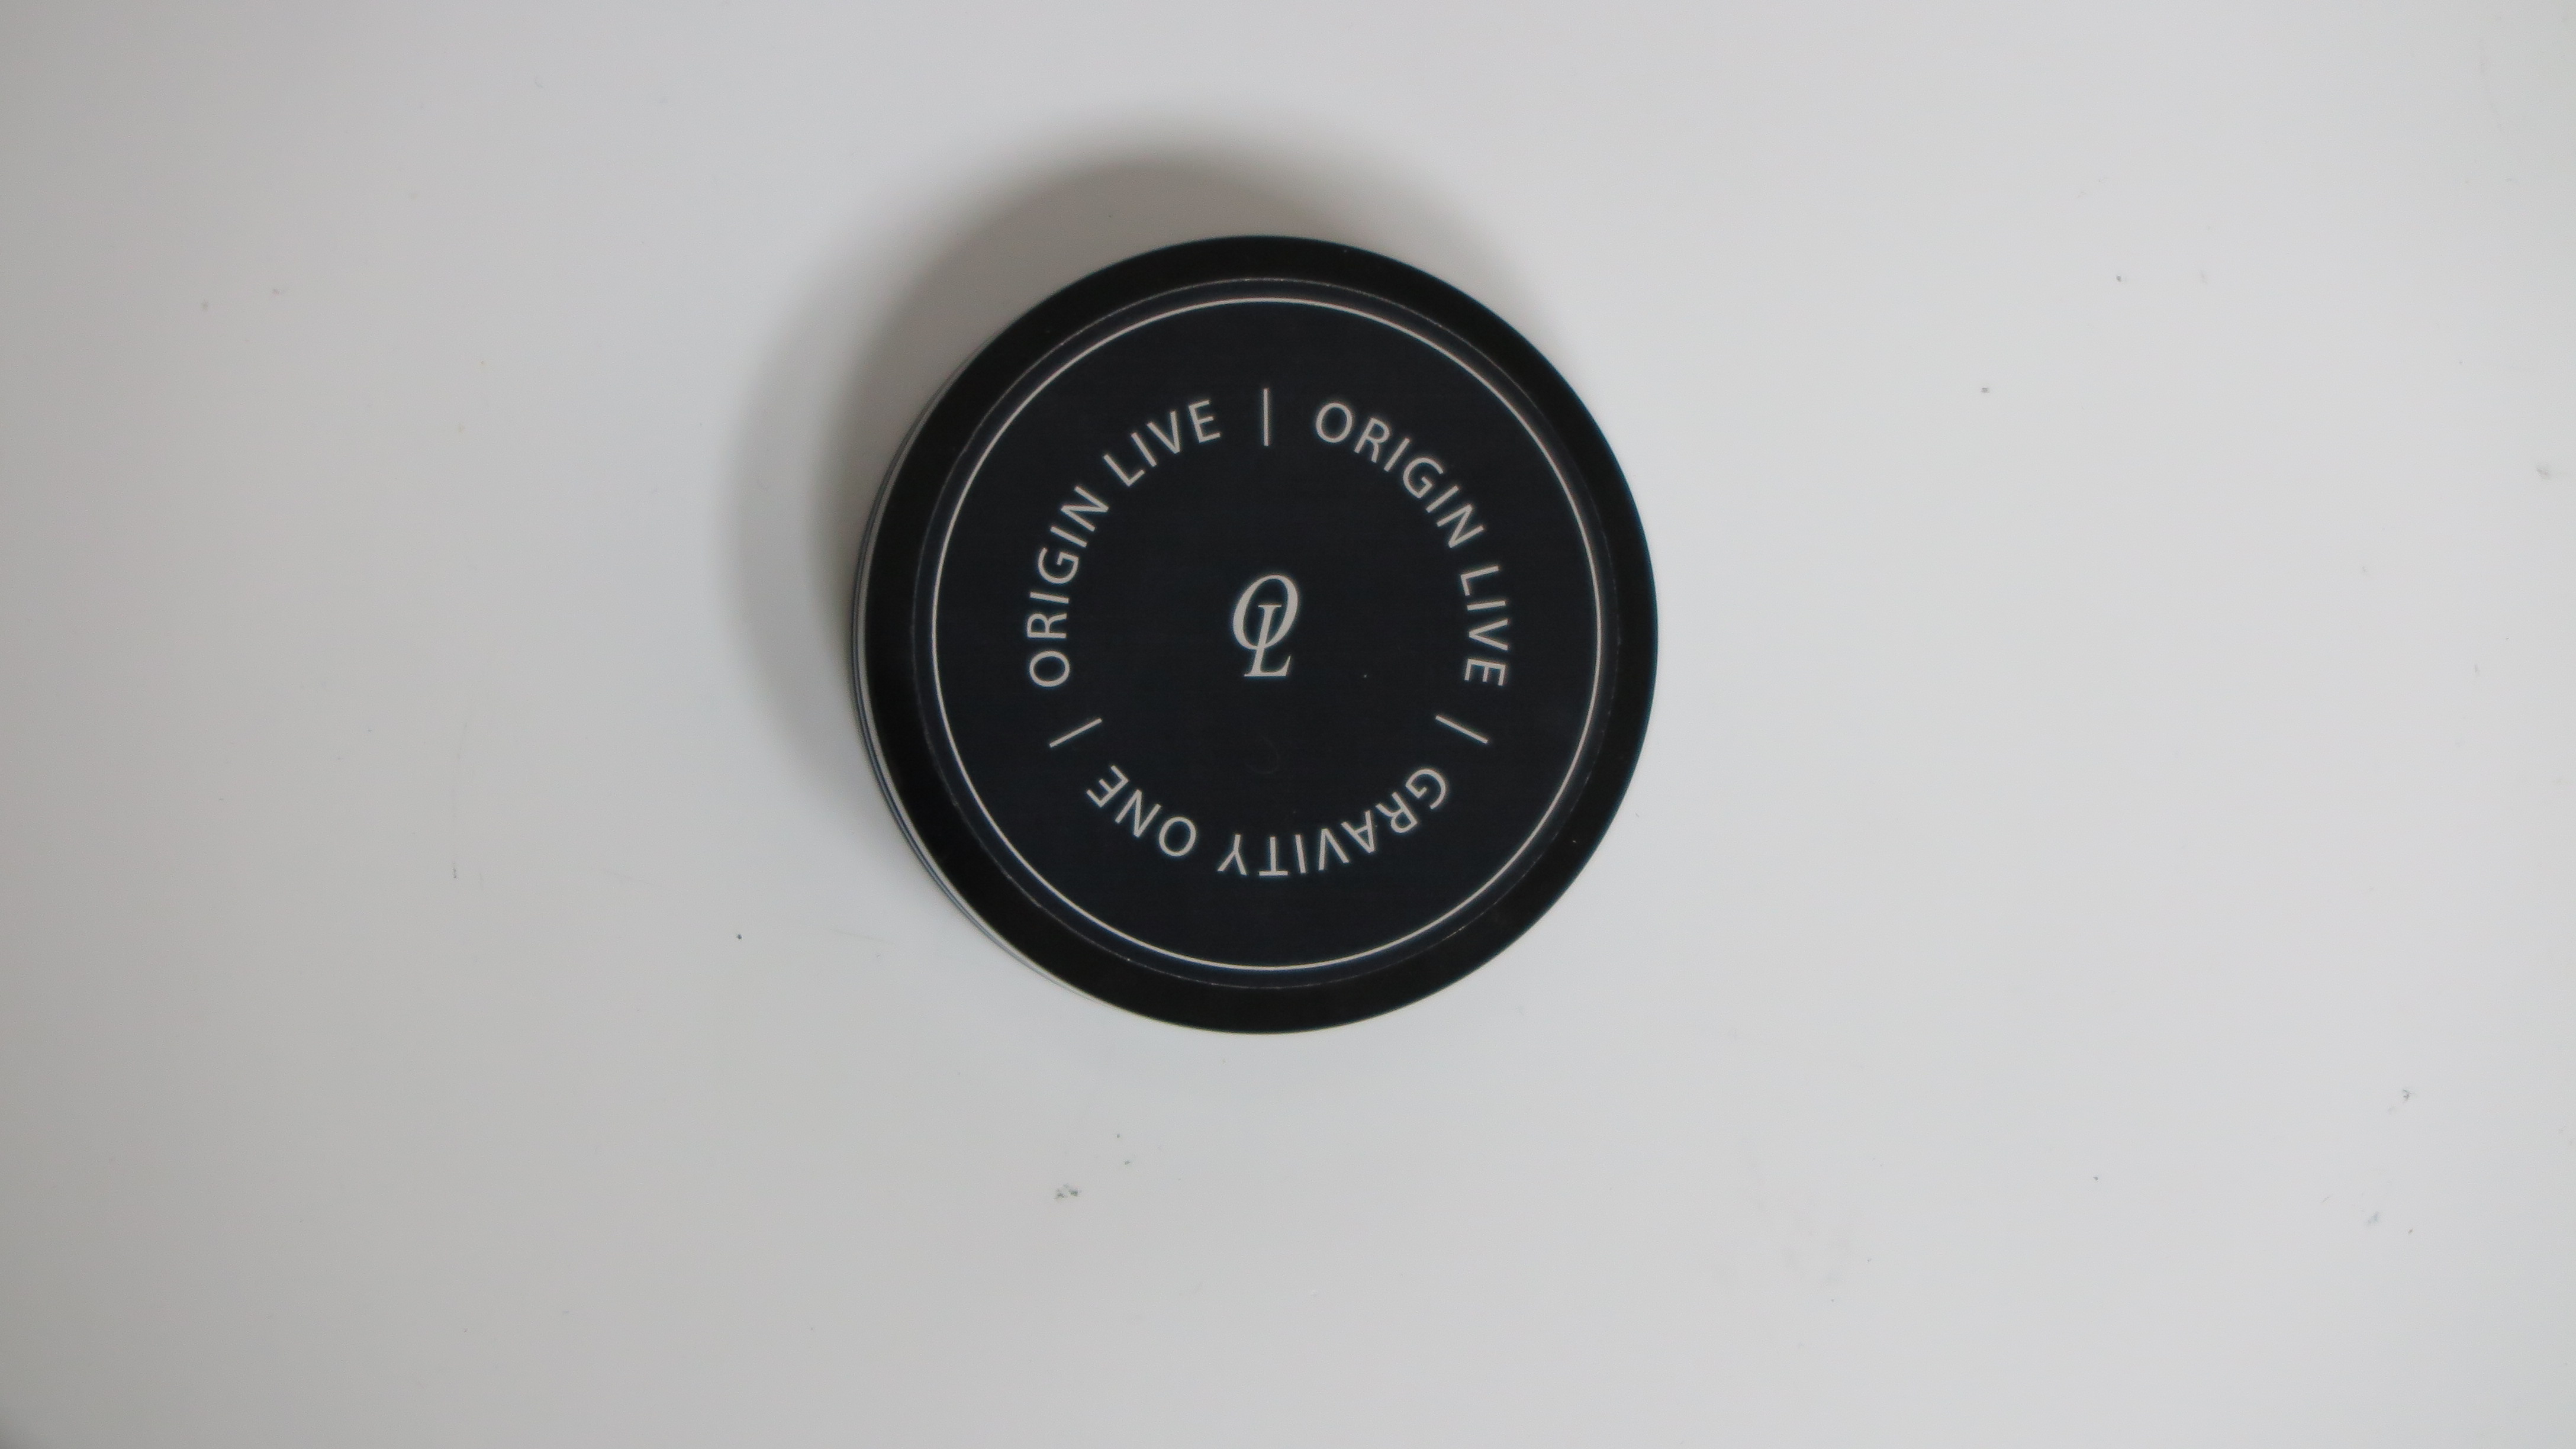 ORIGIN LIVE | ORIGIN LIVE | GRAVITY ONE |
OL